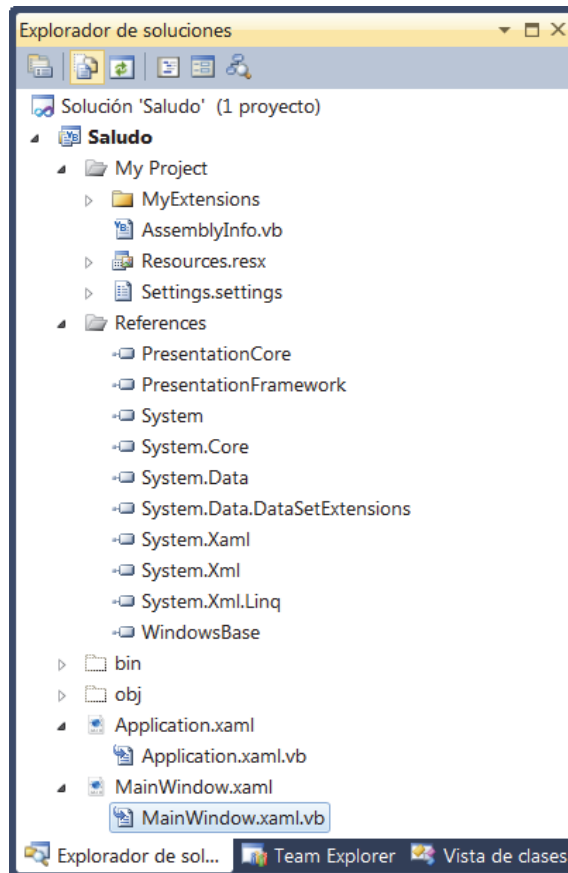 Explorador de soluciones
Solución 'Saludo' (1 proyecto)
Saludo
My Project
MyExtensions
AssemblyInfo.vb
Resources.resx
Settings.settings
References
PresentationCore
PresentationFramework
System
System.Core
System.Data
System.Data.DataSetExtensions
System.Xaml
System.Xml
System.Xml.Linq
WindowsBase
bin
obj
Application.xaml
Application.xaml.vb
MainWindow.xaml
MainWindow.xaml.vb
Explorador de sol... Team Explorer Vista de clases